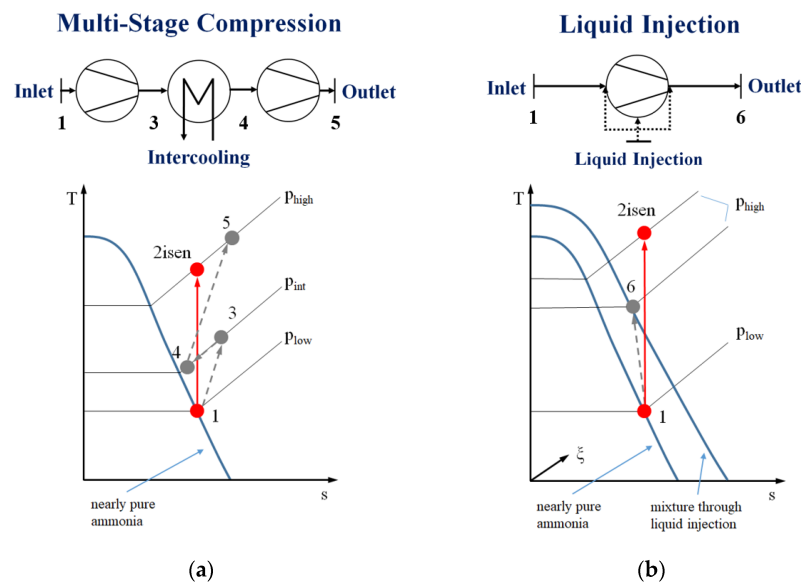 Multi-Stage Compression
Inlet
Outlet
1
3
4
5
Intercooling
T
5
p_high
2isen
3
p_int
4
p_low
1
s
nearly pure
ammonia
(a)
Liquid Injection
Inlet
Outlet
1
6
Liquid Injection
T
2isen
p_high
6
p_low
1
ξ
s
nearly pure
ammonia
mixture through
liquid injection
(b)